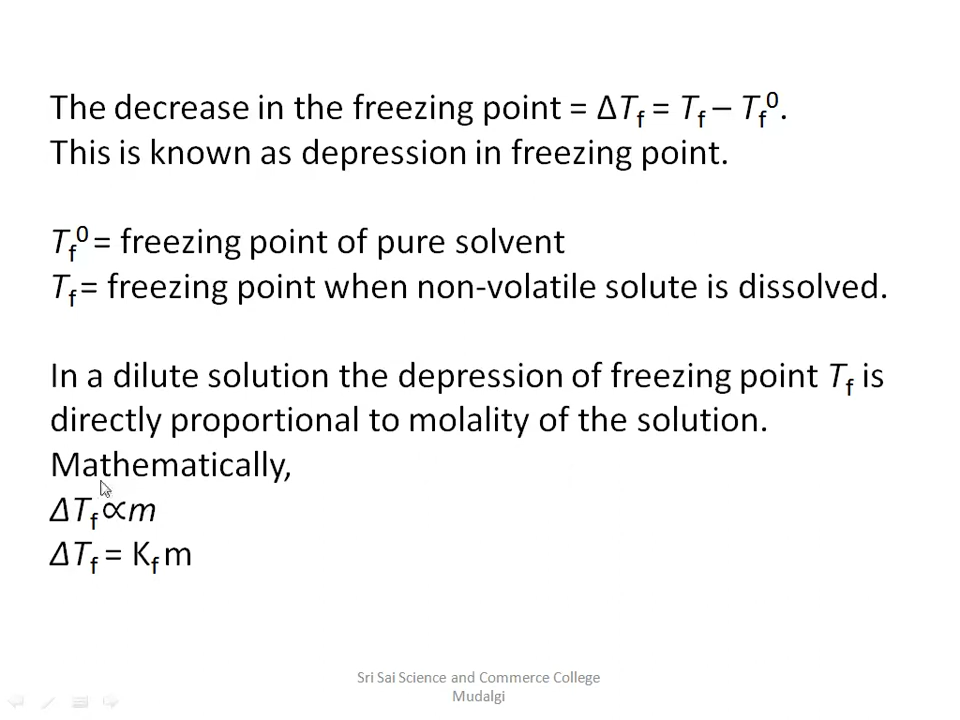 The decrease in the freezing point = ΔTf = Tf – Tf⁰.
This is known as depression in freezing point.
Tf⁰ = freezing point of pure solvent
Tf = freezing point when non-volatile solute is dissolved.
In a dilute solution the depression of freezing point Tf is
directly proportional to molality of the solution.
Mathematically,
ΔTf ∝m
ΔTf = Kf m
Sri Sai Science and Commerce College
Mudalgi